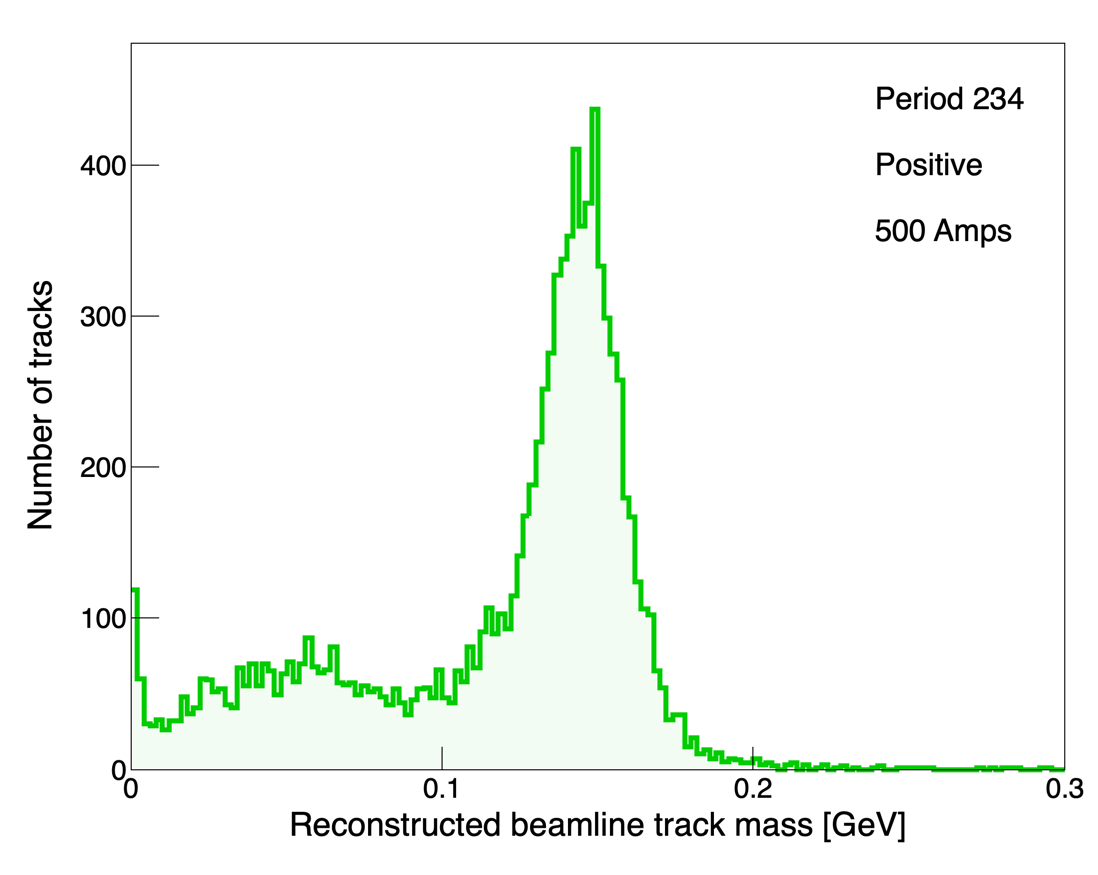 Period 234
Positive
500 Amps
Number of tracks
400
300
200
100
0
0
0.1
0.2
0.3
Reconstructed beamline track mass [GeV]